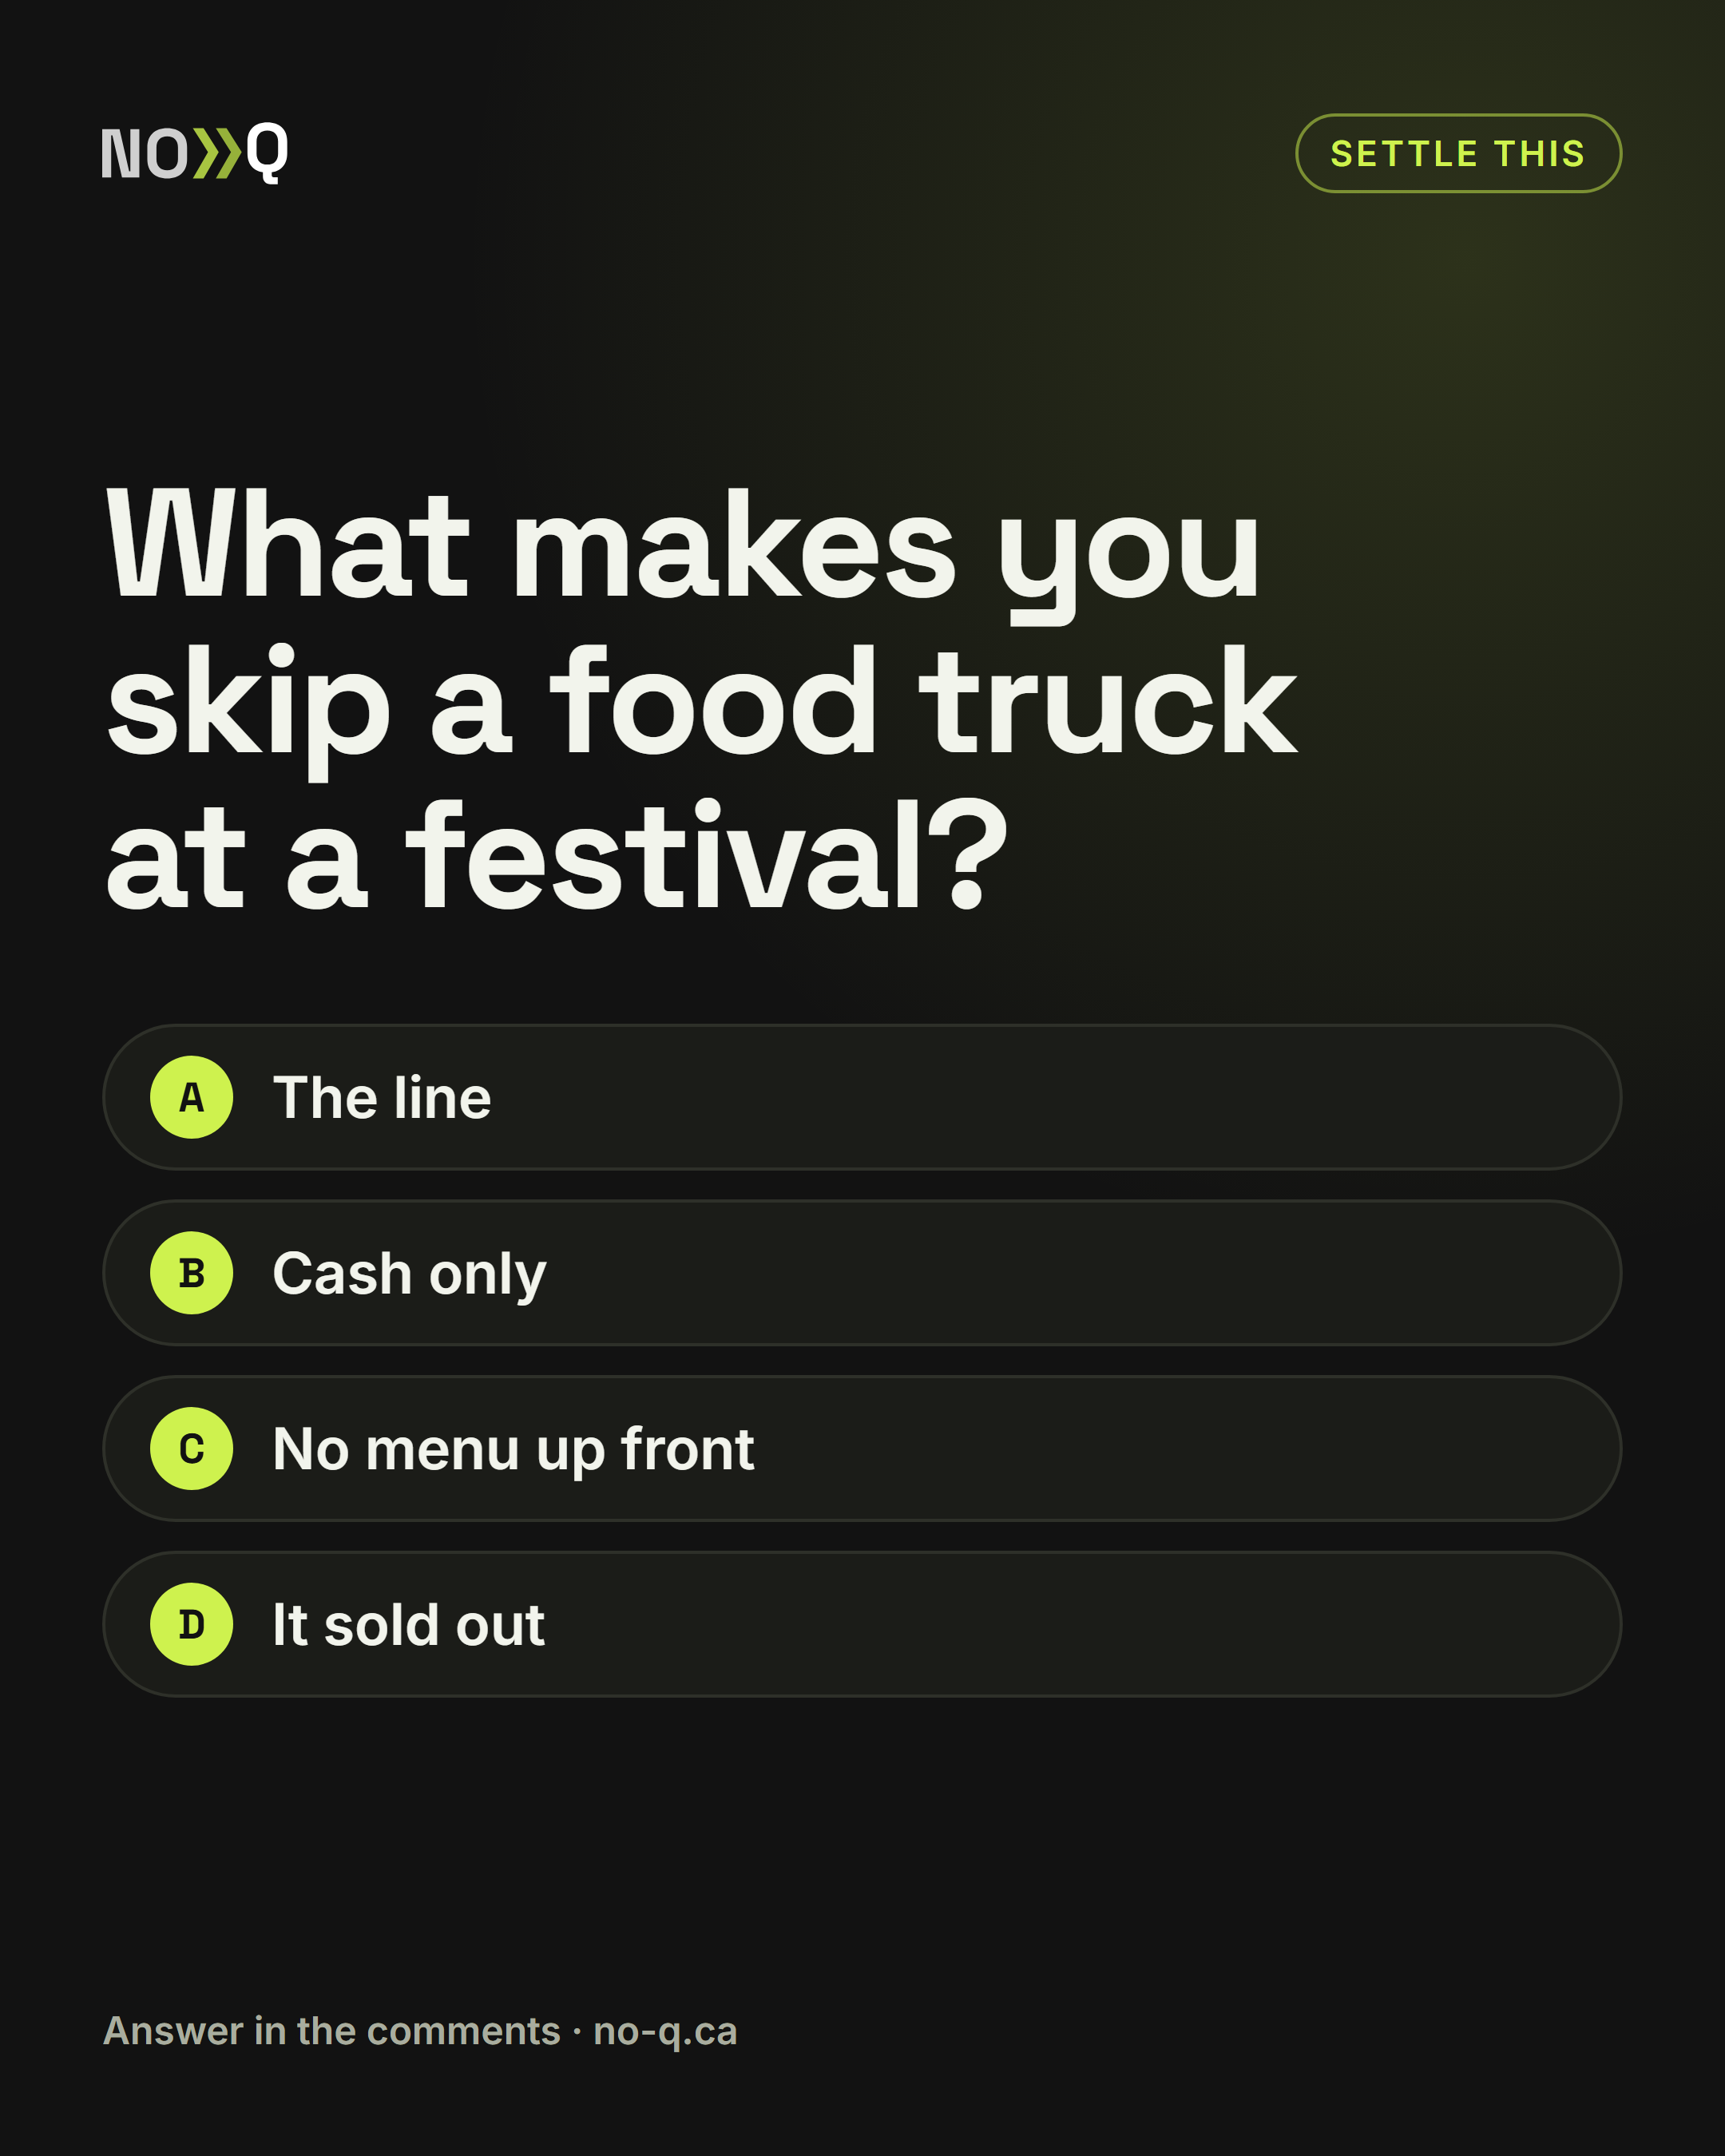 NO»Q
SETTLE THIS
What makes you
skip a food truck
at a festival?
A The line
B Cash only
C No menu up front
D It sold out
Answer in the comments · no-q.ca